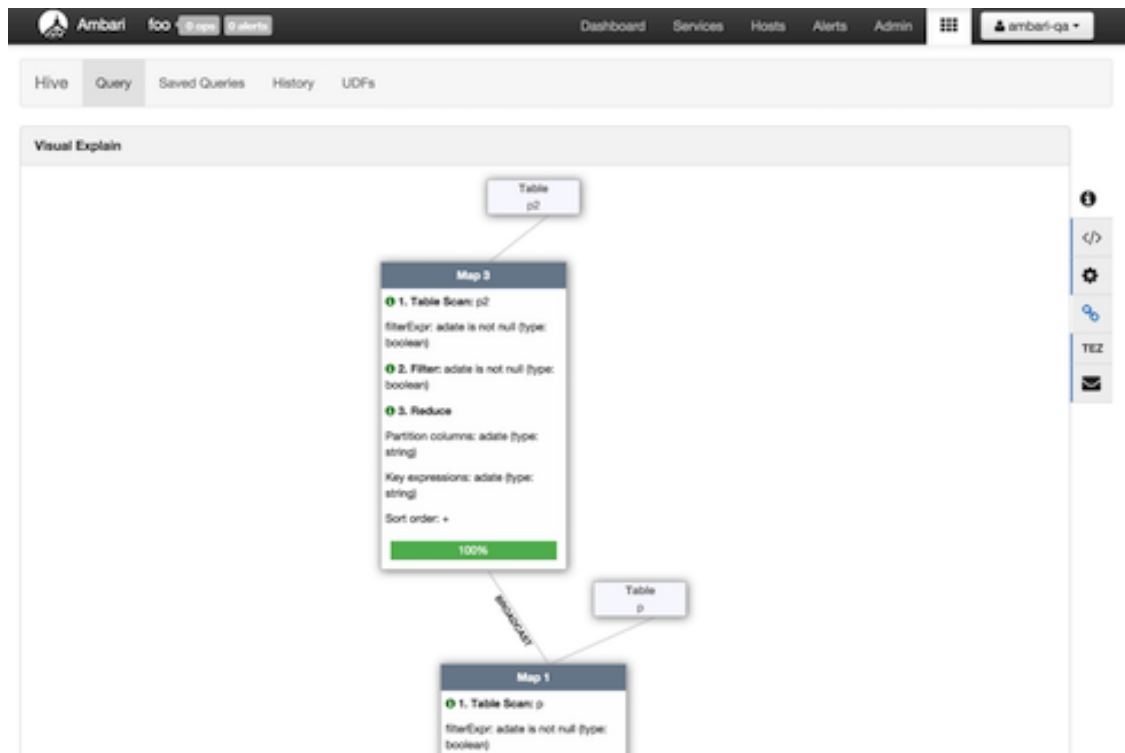 Ambari foo 0 ops 0 alerts Dashboard Services Hosts Alerts Admin ambari-qa
Hive Query Saved Queries History UDFs
Visual Explain
Table
p2
Map 3
1. Table Scan: p2
filterExpr: adate is not null (type:
boolean)
2. Filter: adate is not null (type:
boolean)
3. Reduce
Partition columns: adate (type:
string)
Key expressions: adate (type:
string)
Sort order: +
100%
BROADCAST
Table
p
Map 1
1. Table Scan: p
filterExpr: adate is not null (type:
boolean)
TEZ